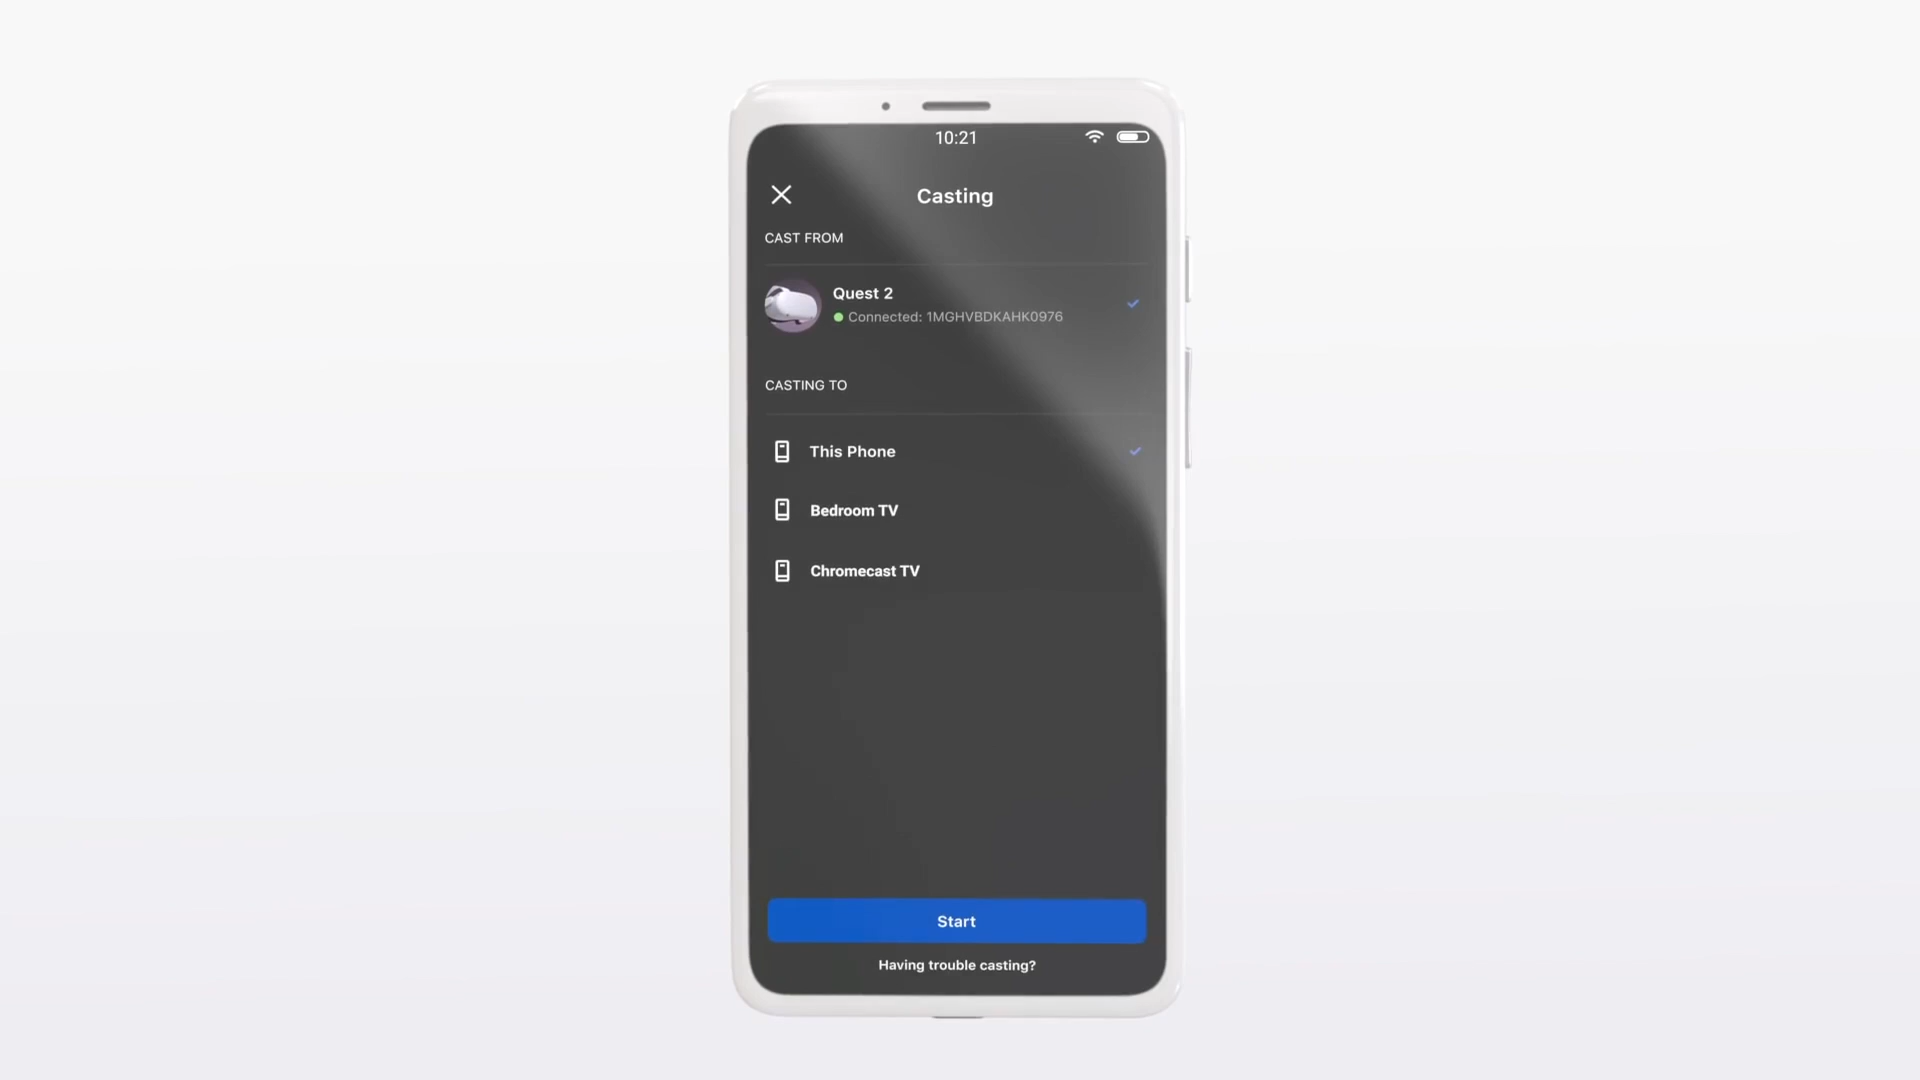 10:21
Casting
CAST FROM
Quest 2
Connected: 1MGHVBDKAHK0976
CASTING TO
This Phone
Bedroom TV
Chromecast TV
Start
Having trouble casting?